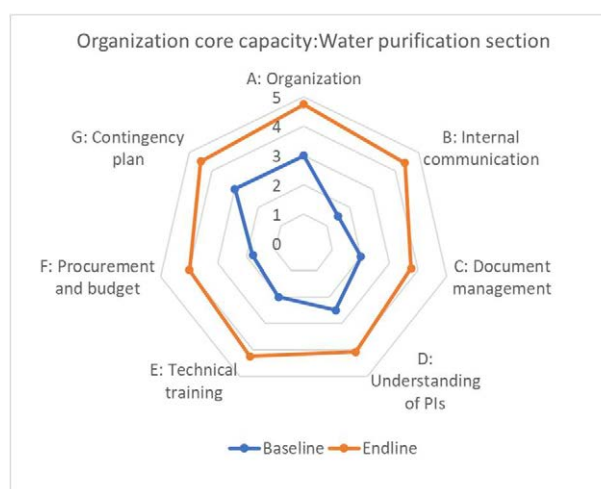 Organization core capacity:Water purification section
A: Organization
B: Internal
communication
C: Document
management
D:
Understanding
of PIs
E: Technical
training
F: Procurement
and budget
G: Contingency
plan
5
4
3
2
1
0
Baseline
Endline